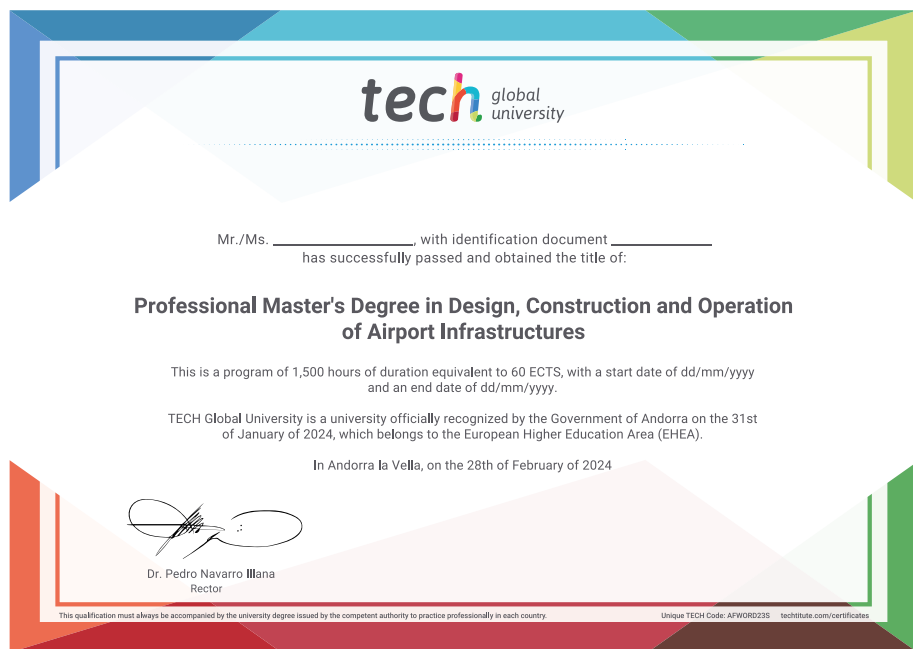 tech global university
Mr./Ms. ____________________, with identification document ______________
has successfully passed and obtained the title of:
Professional Master's Degree in Design, Construction and Operation
of Airport Infrastructures
This is a program of 1,500 hours of duration equivalent to 60 ECTS, with a start date of dd/mm/yyyy
and an end date of dd/mm/yyyy.
TECH Global University is a university officially recognized by the Government of Andorra on the 31st
of January of 2024, which belongs to the European Higher Education Area (EHEA).
In Andorra la Vella, on the 28th of February of 2024
Dr. Pedro Navarro Illana
Rector
This qualification must always be accompanied by the university degree issued by the competent authority to practice professionally in each country.
Unique TECH Code: AFWORD23S techtitute.com/certificates